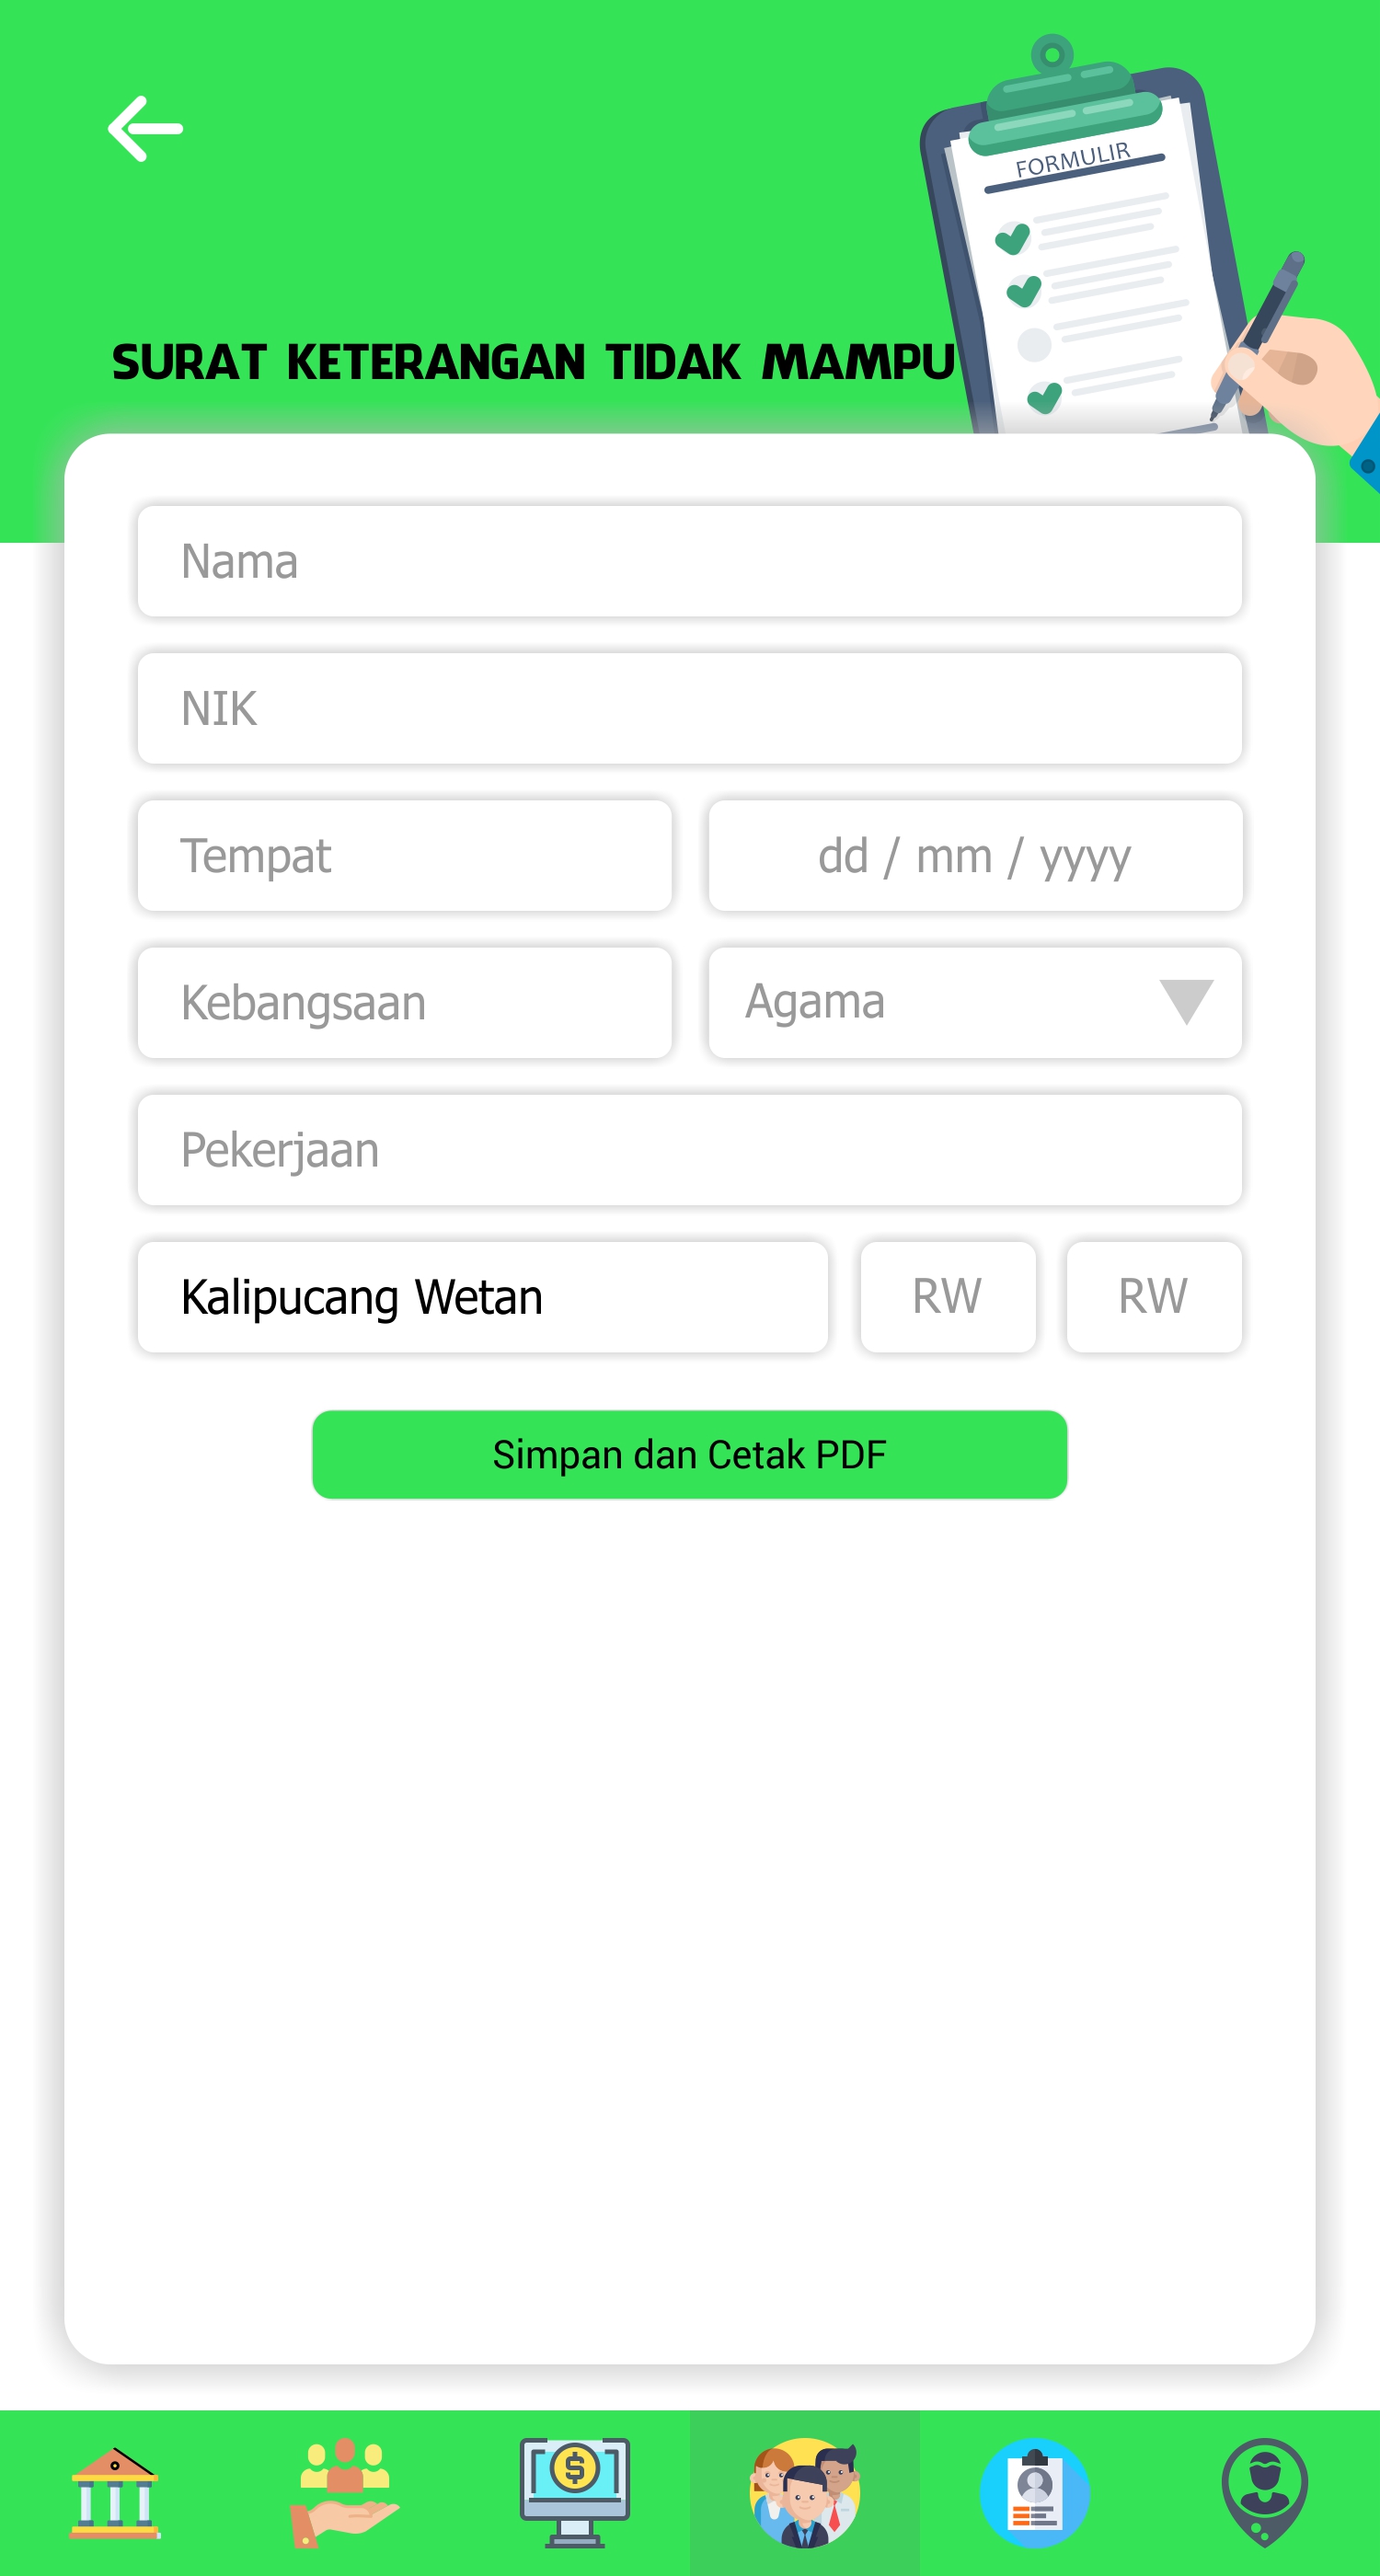 FORMULIR
SURAT KETERANGAN TIDAK MAMPU
Nama
NIK
Tempat
dd / mm / yyyy
Kebangsaan
Agama
Pekerjaan
Kalipucang Wetan
RW
RW
Simpan dan Cetak PDF
$